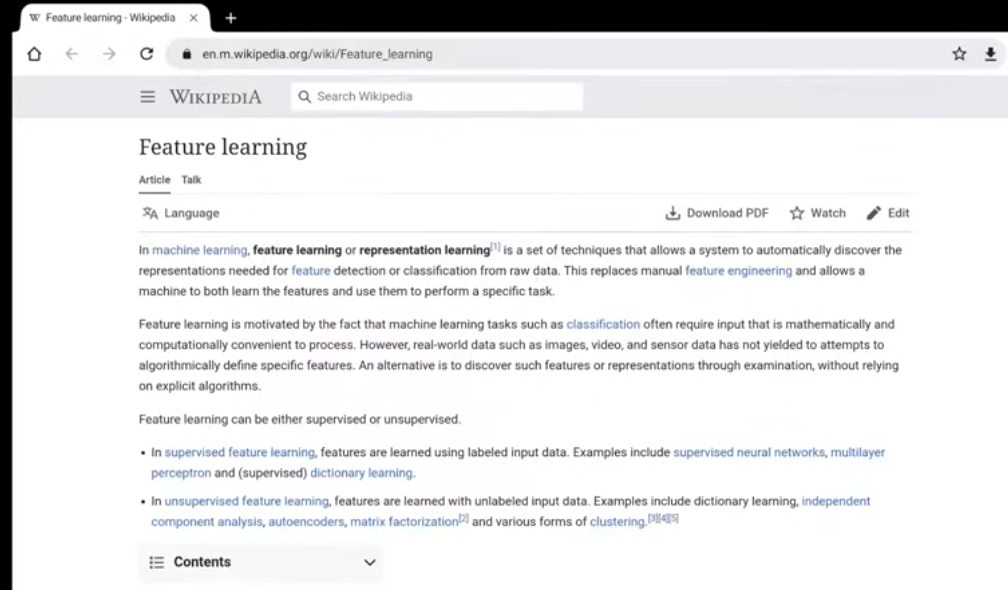 Feature learning - Wikipedia
en.m.wikipedia.org/wiki/Feature_learning
WIKIPEDIA
Search Wikipedia
Feature learning
Article Talk
Language Download PDF Watch Edit
In machine learning, feature learning or representation learning[1] is a set of techniques that allows a system to automatically discover the
representations needed for feature detection or classification from raw data. This replaces manual feature engineering and allows a
machine to both learn the features and use them to perform a specific task.
Feature learning is motivated by the fact that machine learning tasks such as classification often require input that is mathematically and
computationally convenient to process. However, real-world data such as images, video, and sensor data has not yielded to attempts to
algorithmically define specific features. An alternative is to discover such features or representations through examination, without relying
on explicit algorithms.
Feature learning can be either supervised or unsupervised.
• In supervised feature learning, features are learned using labeled input data. Examples include supervised neural networks, multilayer
perceptron and (supervised) dictionary learning.
• In unsupervised feature learning, features are learned with unlabeled input data. Examples include dictionary learning, independent
component analysis, autoencoders, matrix factorization[2] and various forms of clustering.[3][4][5]
Contents